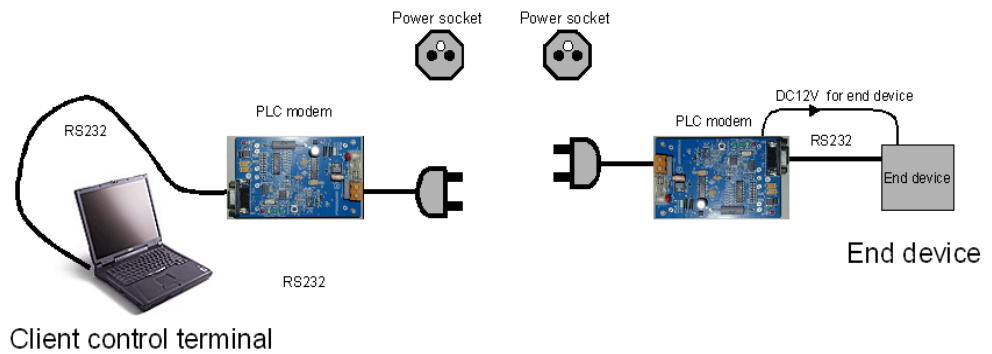 Power socket
Power socket
PLC modem
RS232
DC12V for end device
PLC modem
RS232
End device
End device
RS232
Client control terminal